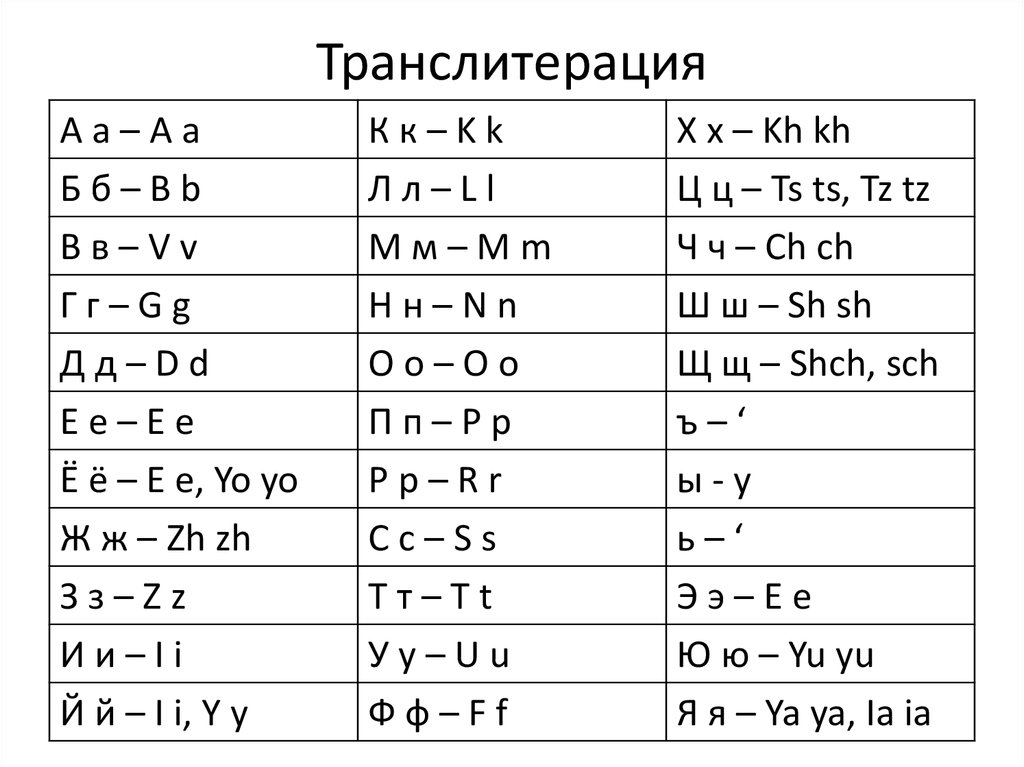 Транслитерация
А а – A a
К к – K k
Х х – Kh kh
Б б – B b
Л л – L l
Ц ц – Ts ts, Tz tz
В в – V v
М м – M m
Ч ч – Ch ch
Г г – G g
Н н – N n
Ш ш – Sh sh
Д д – D d
О о – O o
Щ щ – Shch, sch
Е е – E e
П п – P p
ъ – ‘
Ё ё – E e, Yo yo
Р р – R r
ы - y
Ж ж – Zh zh
С с – S s
ь – ‘
З з – Z z
Т т – T t
Э э – E e
И и – I i
У у – U u
Ю ю – Yu yu
Й й – I i, Y y
Ф ф – F f
Я я – Ya ya, Ia ia